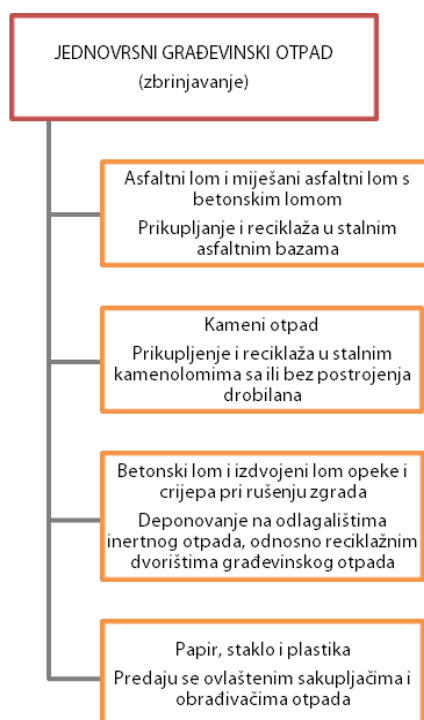 JEDNOVRSNI GRAĐEVINSKI OTPAD
(zbrinjavanje)
Asfaltni lom i miješani asfaltni lom s
betonskim lomom
Prikupljanje i reciklaža u stalnim
asfaltnim bazama
Kameni otpad
Prikupljenje i reciklaža u stalnim
kamenolomima sa ili bez postrojenja
drobilana
Betonski lom i izdvojeni lom opeke i
crijepa pri rušenju zgrada
Deponovanje na odlagalištima
inertnog otpada, odnosno reciklažnim
dvorištima građevinskog otpada
Papir, staklo i plastika
Predaju se ovlaštenim sakupljačima i
obrađivačima otpada